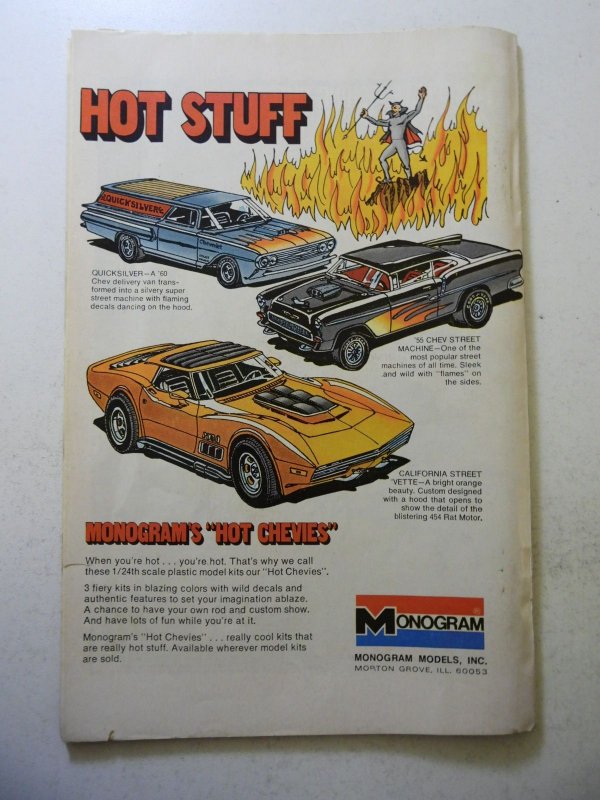 HOT STUFF
QUICKSILVER
Chevrolet
QUICKSILVER—A '60
Chev delivery van trans-
formed into a silvery super
street machine with flaming
decals dancing on the hood.
'55 CHEV STREET
MACHINE—One of the
most popular street
machines of all time. Sleek
and wild with "flames" on
the sides.
CALIFORNIA STREET
'VETTE—A bright orange
beauty. Custom designed
with a hood that opens to
show the detail of the
blistering 454 Rat Motor.
MONOGRAM'S "HOT CHEVIES"
When you're hot . . . you're hot. That's why we call
these 1/24th scale plastic model kits our "Hot Chevies".
3 fiery kits in blazing colors with wild decals and
authentic features to set your imagination ablaze.
A chance to have your own rod and custom show.
And have lots of fun while you're at it.
Monogram's "Hot Chevies" . . . really cool kits that
are really hot stuff. Available wherever model kits
are sold.
MONOGRAM®
MONOGRAM MODELS, INC.
MORTON GROVE, ILL. 60053